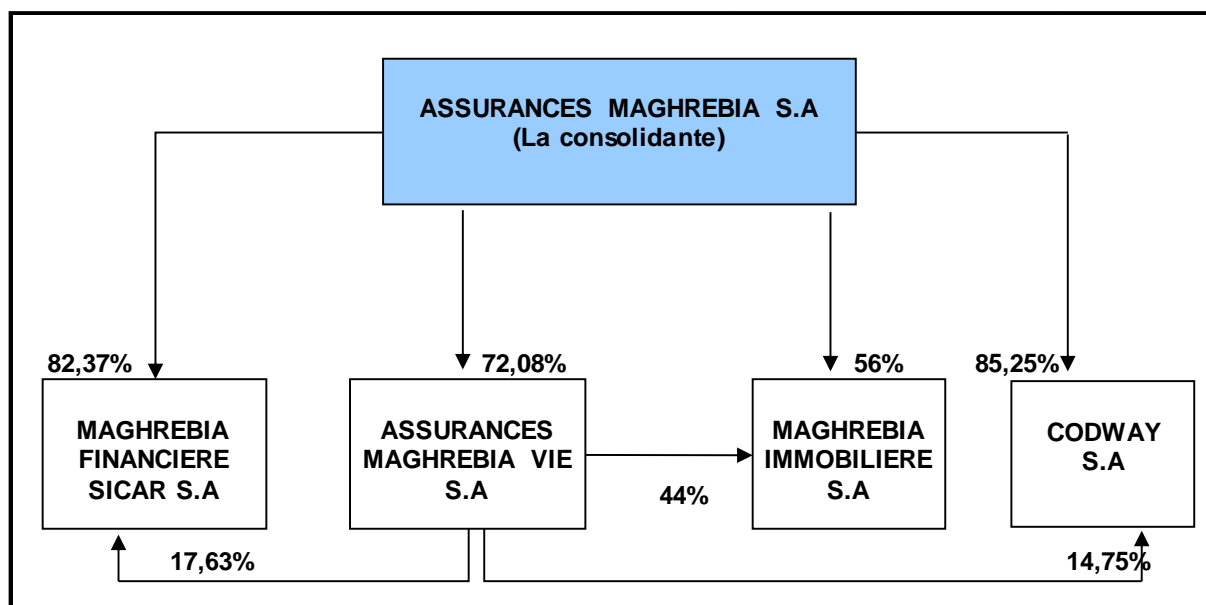 ASSURANCES MAGHREBIA S.A
(La consolidante)
82,37%
72,08%
56%
85,25%
MAGHREBIA
FINANCIERE
SICAR S.A
ASSURANCES
MAGHREBIA VIE
S.A
MAGHREBIA
IMMOBILIERE
S.A
CODWAY
S.A
44%
17,63%
14,75%